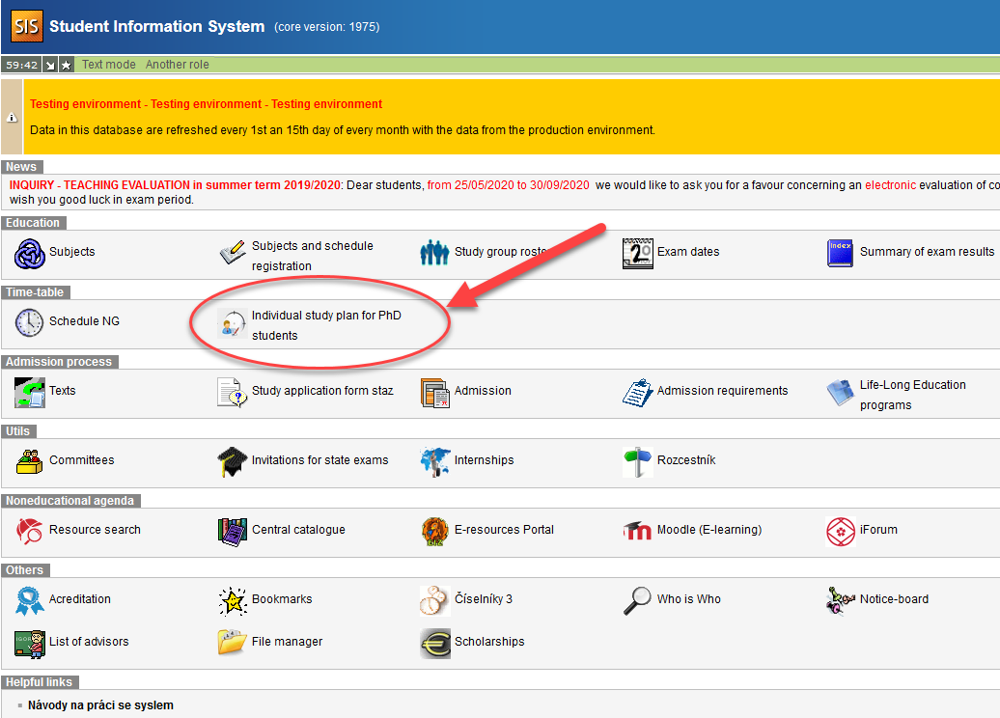 SIS Student Information System (core version: 1975)
59:42 Text mode Another role
Testing environment - Testing environment - Testing environment
Data in this database are refreshed every 1st an 15th day of every month with the data from the production environment.
News
INQUIRY - TEACHING EVALUATION in summer term 2019/2020: Dear students, from 25/05/2020 to 30/09/2020 we would like to ask you for a favour concerning an electronic evaluation of co
wish you good luck in exam period.
Education
Subjects
Subjects and schedule
registration
Study group roste
Exam dates
Summary of exam results
Time-table
Schedule NG
Individual study plan for PhD
students
Admission process
Texts
Study application form staz
Admission
Admission requirements
Life-Long Education
programs
Utils
Committees
Invitations for state exams
Internships
Rozcestník
Noneducational agenda
Resource search
Central catalogue
E-resources Portal
Moodle (E-learning)
iForum
Others
Acreditation
Bookmarks
Číselníky 3
Who is Who
Notice-board
List of advisors
File manager
Scholarships
Helpful links
Návody na práci se syslem